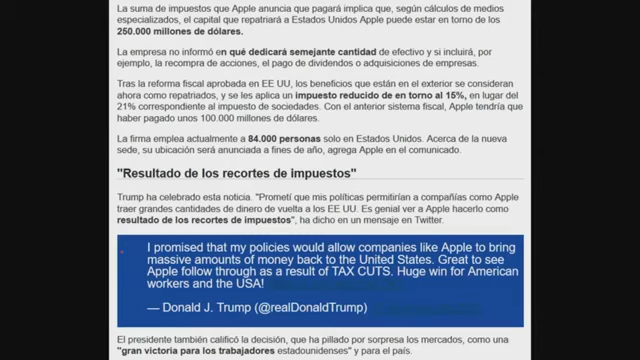 La suma de impuestos que Apple anuncia que pagará implica que, según cálculos de medios
especializados, el capital que repatriará a Estados Unidos Apple puede estar en torno de los
250.000 millones de dólares.
La empresa no informó en qué dedicará semejante cantidad de efectivo y si incluirá, por
ejemplo, la recompra de acciones, el pago de dividendos o adquisiciones de empresas.
Tras la reforma fiscal aprobada en EE UU, los beneficios que están en el exterior se consideran
ahora como repatriados, y se les aplica un impuesto reducido de en torno al 15%, en lugar del
21% correspondiente al impuesto de sociedades. Con el anterior sistema fiscal, Apple tendría que
haber pagado unos 100.000 millones de dólares.
La firma emplea actualmente a 84.000 personas solo en Estados Unidos. Acerca de la nueva
sede, su ubicación será anunciada a fines de año, agrega Apple en el comunicado.
"Resultado de los recortes de impuestos"
Trump ha celebrado esta noticia. "Prometí que mis políticas permitirían a compañías como Apple
traer grandes cantidades de dinero de vuelta a los EE UU. Es genial ver a Apple hacerlo como
resultado de los recortes de impuestos", ha dicho en un mensaje en Twitter.
I promised that my policies would allow companies like Apple to bring
massive amounts of money back to the United States. Great to see
Apple follow through as a result of TAX CUTS. Huge win for American
workers and the USA!
— Donald J. Trump (@realDonaldTrump)
El presidente también calificó la decisión, que ha pillado por sorpresa los mercados, como una
"gran victoria para los trabajadores estadounidenses" y para el país.